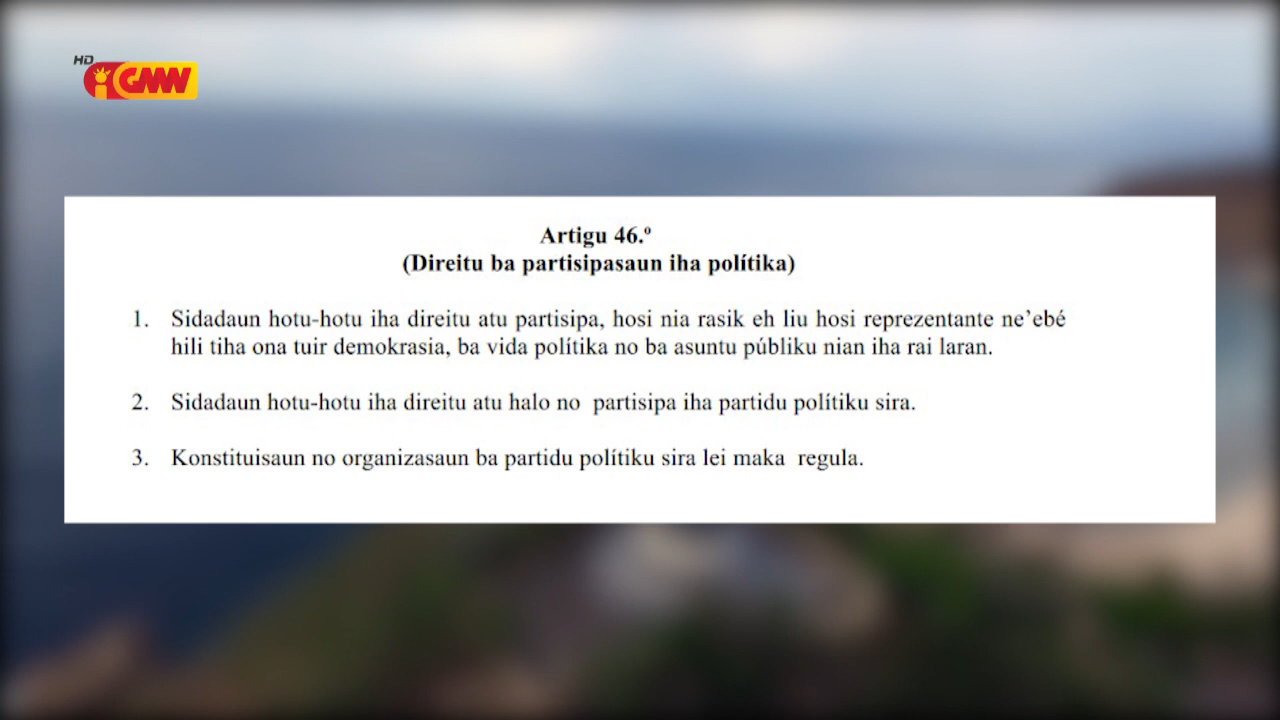 HD
GMN
Artigu 46.º
(Direitu ba partisipasaun iha polítika)
1. Sidadaun hotu-hotu iha direitu atu partisipa, hosi nia rasik eh liu hosi reprezentante ne’ebé
hili tiha ona tuir demokrasia, ba vida polítika no ba asuntu públiku nian iha rai laran.
2. Sidadaun hotu-hotu iha direitu atu halo no  partisipa iha partidu polítiku sira.
3. Konstituisaun no organizasaun ba partidu polítiku sira lei maka  regula.